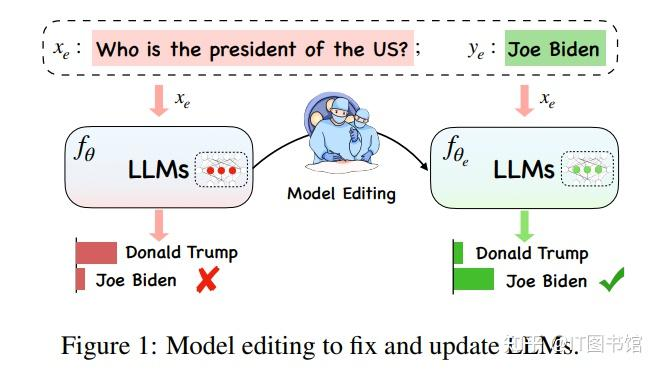 xₑ : Who is the president of the US? ; yₑ : Joe Biden
xₑ xₑ
f_θ f_θₑ
LLMs LLMs
Model Editing
Donald Trump Donald Trump
Joe Biden ✗ Joe Biden ✓
Figure 1: Model editing to fix and update LLMs.
知乎 @IT图书馆